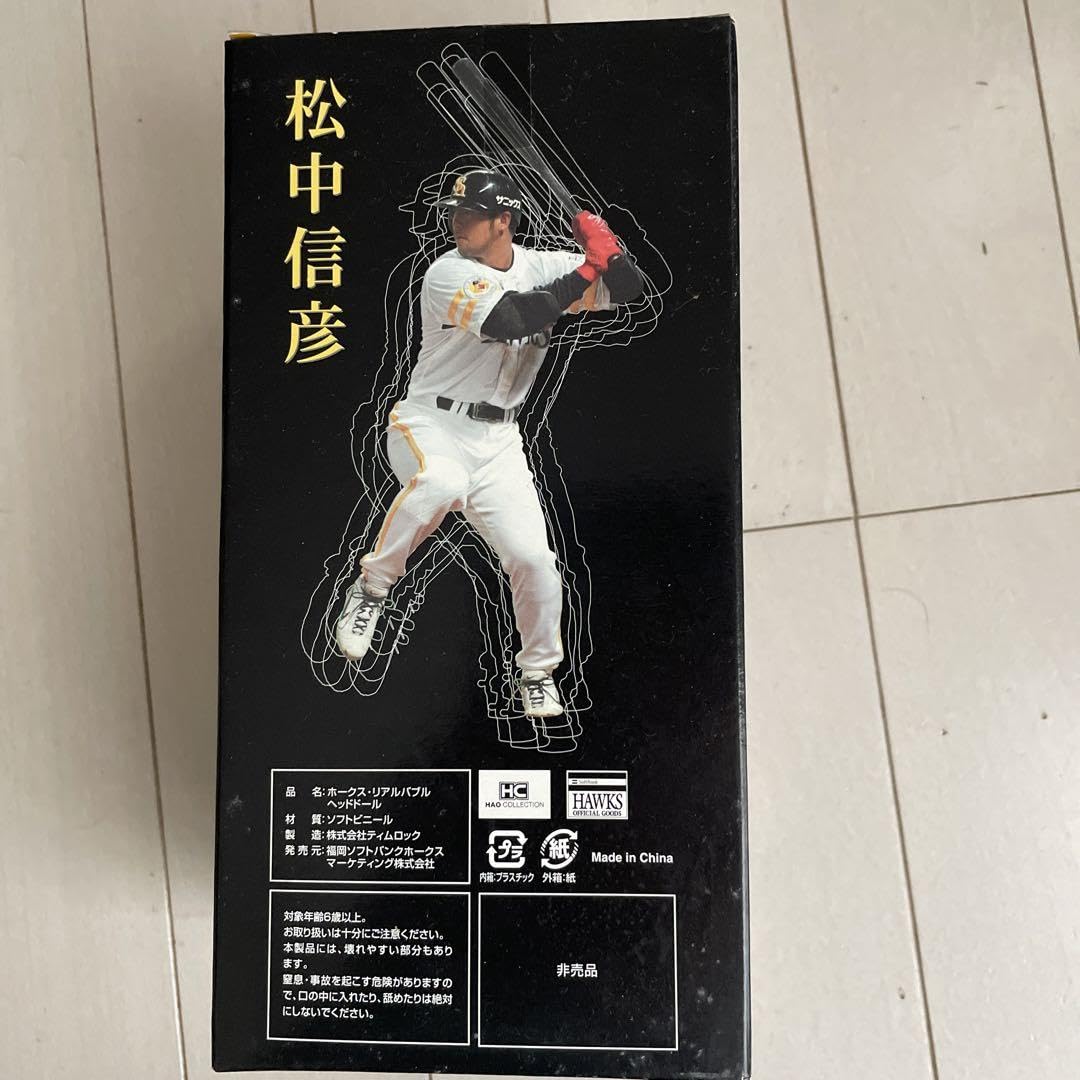 松中信彦
サニックス
品　名：ホークス・リアルバブル
ヘッドドール
材　質：ソフトビニール
製　造：株式会社ティムロック
発売元：福岡ソフトバンクホークス
マーケティング株式会社
HC
HAO COLLECTION
SoftBank
HAWKS
OFFICIAL GOODS
プラ
内箱：プラスチック
紙
外箱：紙
Made in China
対象年齢6歳以上。
お取り扱いは十分にご注意ください。
本製品には、壊れやすい部分もあり
ます。
窒息・事故を起こす危険がありますの
で、口の中に入れたり、舐めたりは絶対
にしないでください。
非売品